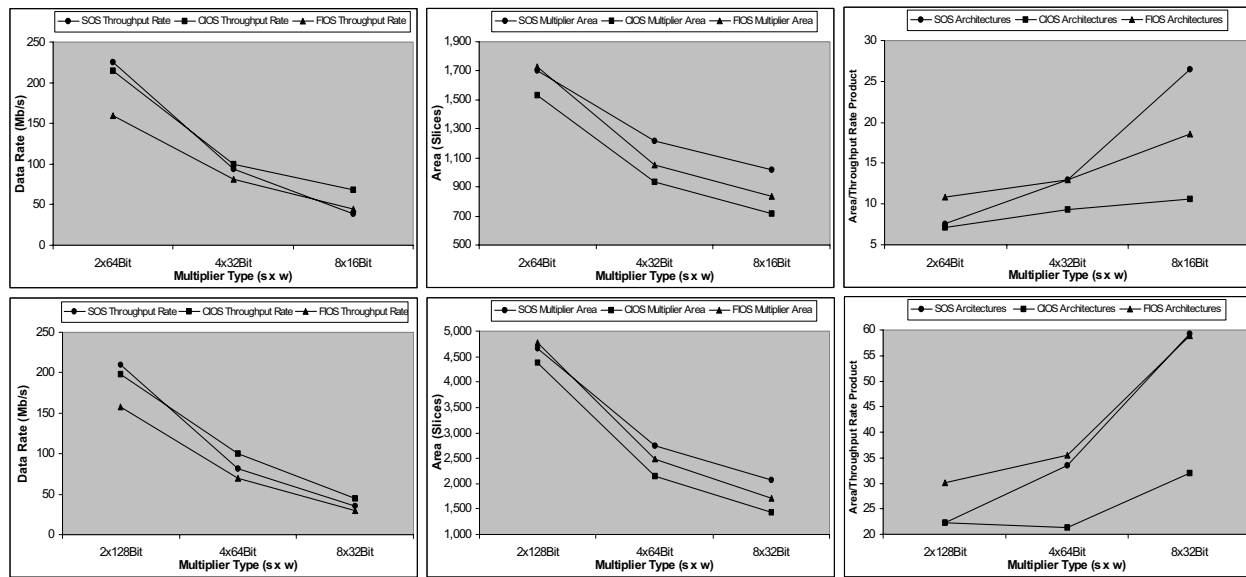 SOS Throughput Rate CIOS Throughput Rate FIOS Throughput Rate
Data Rate (Mb/s)
250
200
150
100
50
0
2x64Bit 4x32Bit 8x16Bit
Multiplier Type (s x w)
SOS Multiplier Area CIOS Multiplier Area FIOS Multiplier Area
Area (Slices)
1,900
1,700
1,500
1,300
1,100
900
700
500
2x64Bit 4x32Bit 8x16Bit
Multiplier Type (s x w)
SOS Architectures CIOS Architectures FIOS Architectures
Area/Throughput Rate Product
30
25
20
15
10
5
2x64Bit 4x32Bit 8x16Bit
Multiplier Type (s x w)
SOS Throughput Rate CIOS Throughput Rate FIOS Throughput Rate
Data Rate (Mb/s)
250
200
150
100
50
0
2x128Bit 4x64Bit 8x32Bit
Multiplier Type (s x w)
SOS Multiplier Area CIOS Multiplier Area FIOS Multiplier Area
Area (Slices)
5,000
4,500
4,000
3,500
3,000
2,500
2,000
1,500
1,000
2x128Bit 4x64Bit 8x32Bit
Multiplier Type (s x w)
SOS Arcitectures CIOS Architectures FIOS Architectures
Area/Throughput Rate Product
60
55
50
45
40
35
30
25
20
2x128Bit 4x64Bit 8x32Bit
Multiplier Type (s x w)